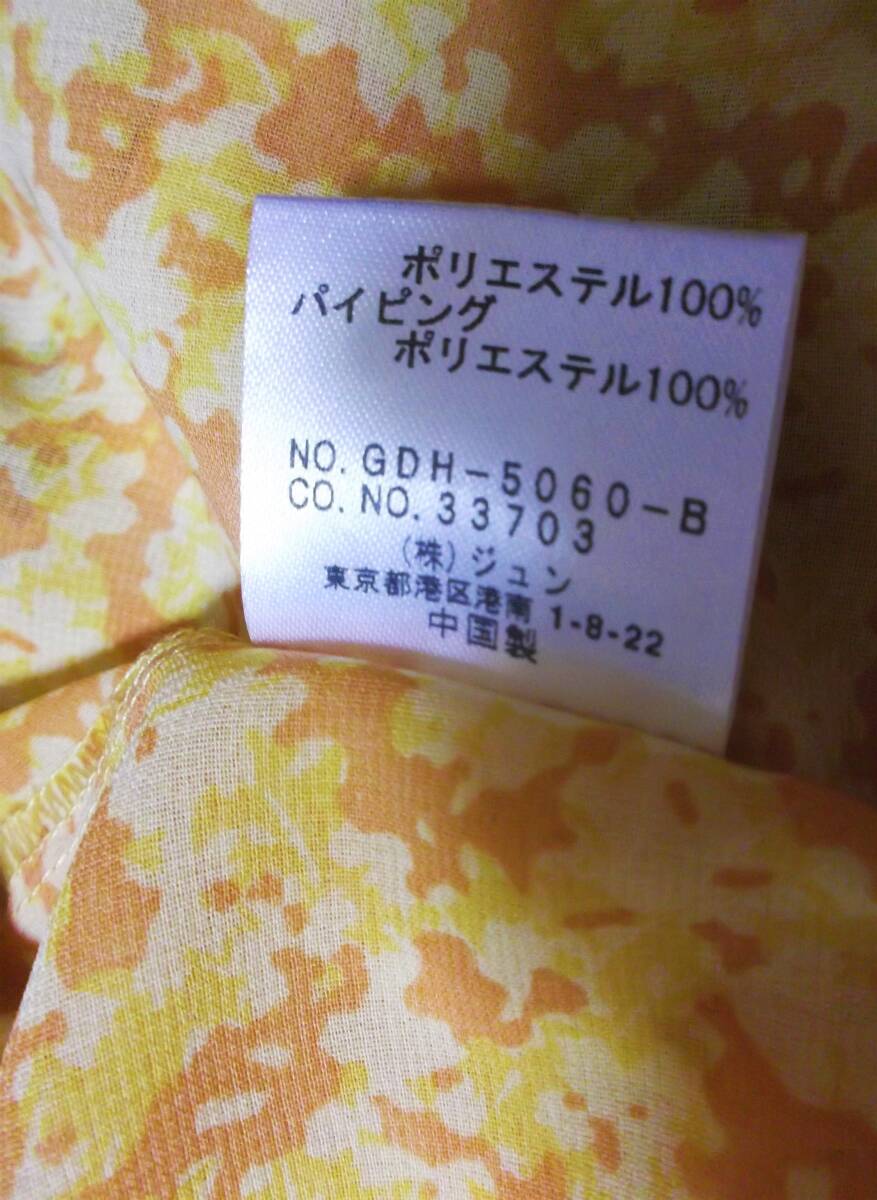 ポリエステル100%
パイピング
ポリエステル100%
NO. GDH-5060-B
CO. NO. 33703
(株)ジュン
東京都港区港南 1-8-22
中国製